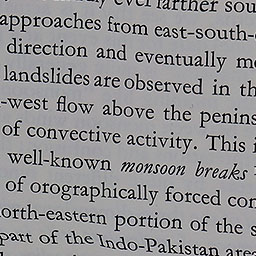 ever farther sou
approaches from east-south-
direction and eventually mo
landslides are observed in th
-west flow above the penins
of convective activity. This i
well-known monsoon breaks
of orographically forced con
orth-eastern portion of the s
part of the Indo-Pakistan area